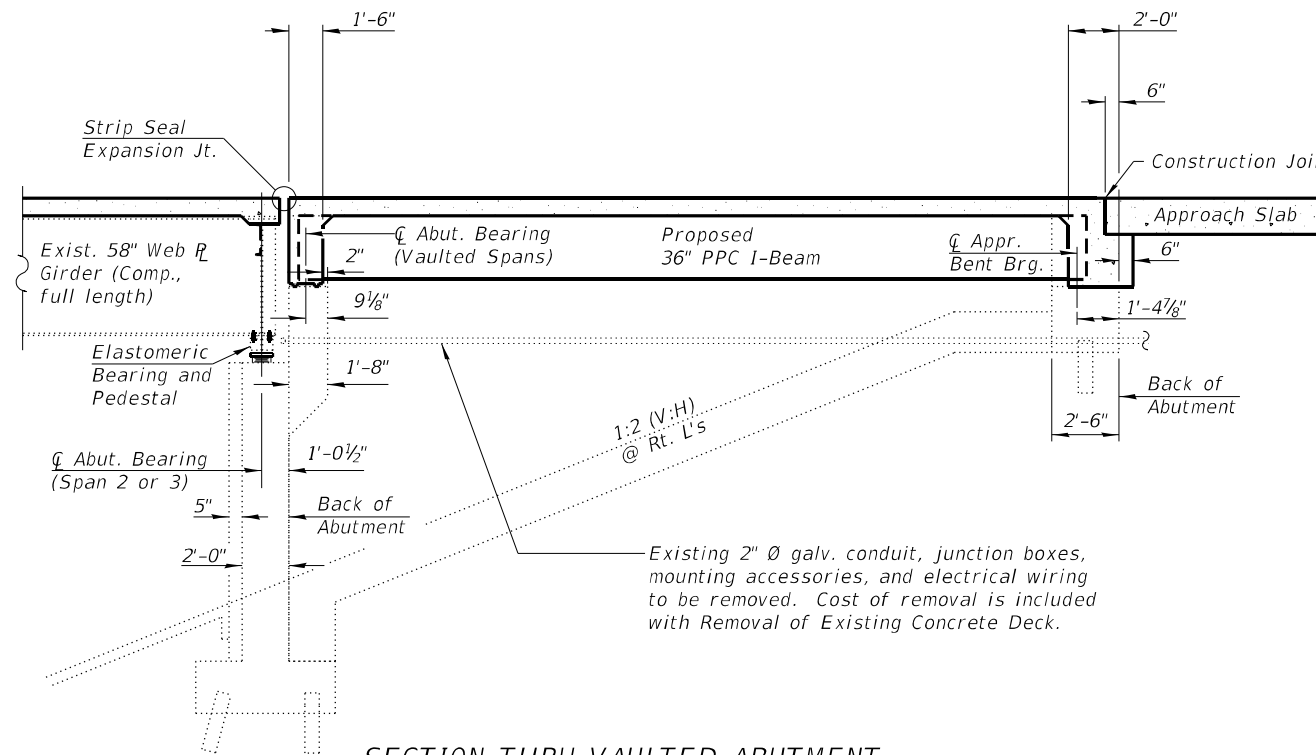 1'-6"
2'-0"
6"
Strip Seal
Expansion Jt.
Construction
Approach Slab
Exist. 58" Web ⅊
Girder (Comp.,
full length)
℄ Abut. Bearing
(Vaulted Spans)
2"
Proposed
36" PPC I-Beam
℄ Appr.
Bent Brg.
6"
9⅛"
1'-4⅞"
Elastomeric
Bearing and
Pedestal
1'-8"
Back of
Abutment
1:2 (V:H)
@ Rt. L's
2'-6"
℄ Abut. Bearing
(Span 2 or 3)
1'-0½"
5"
Back of
Abutment
2'-0"
Existing 2" Ø galv. conduit, junction boxes,
mounting accessories, and electrical wiring
to be removed. Cost of removal is included
with Removal of Existing Concrete Deck.
SECTION THRU VAULTED ABUTMENT